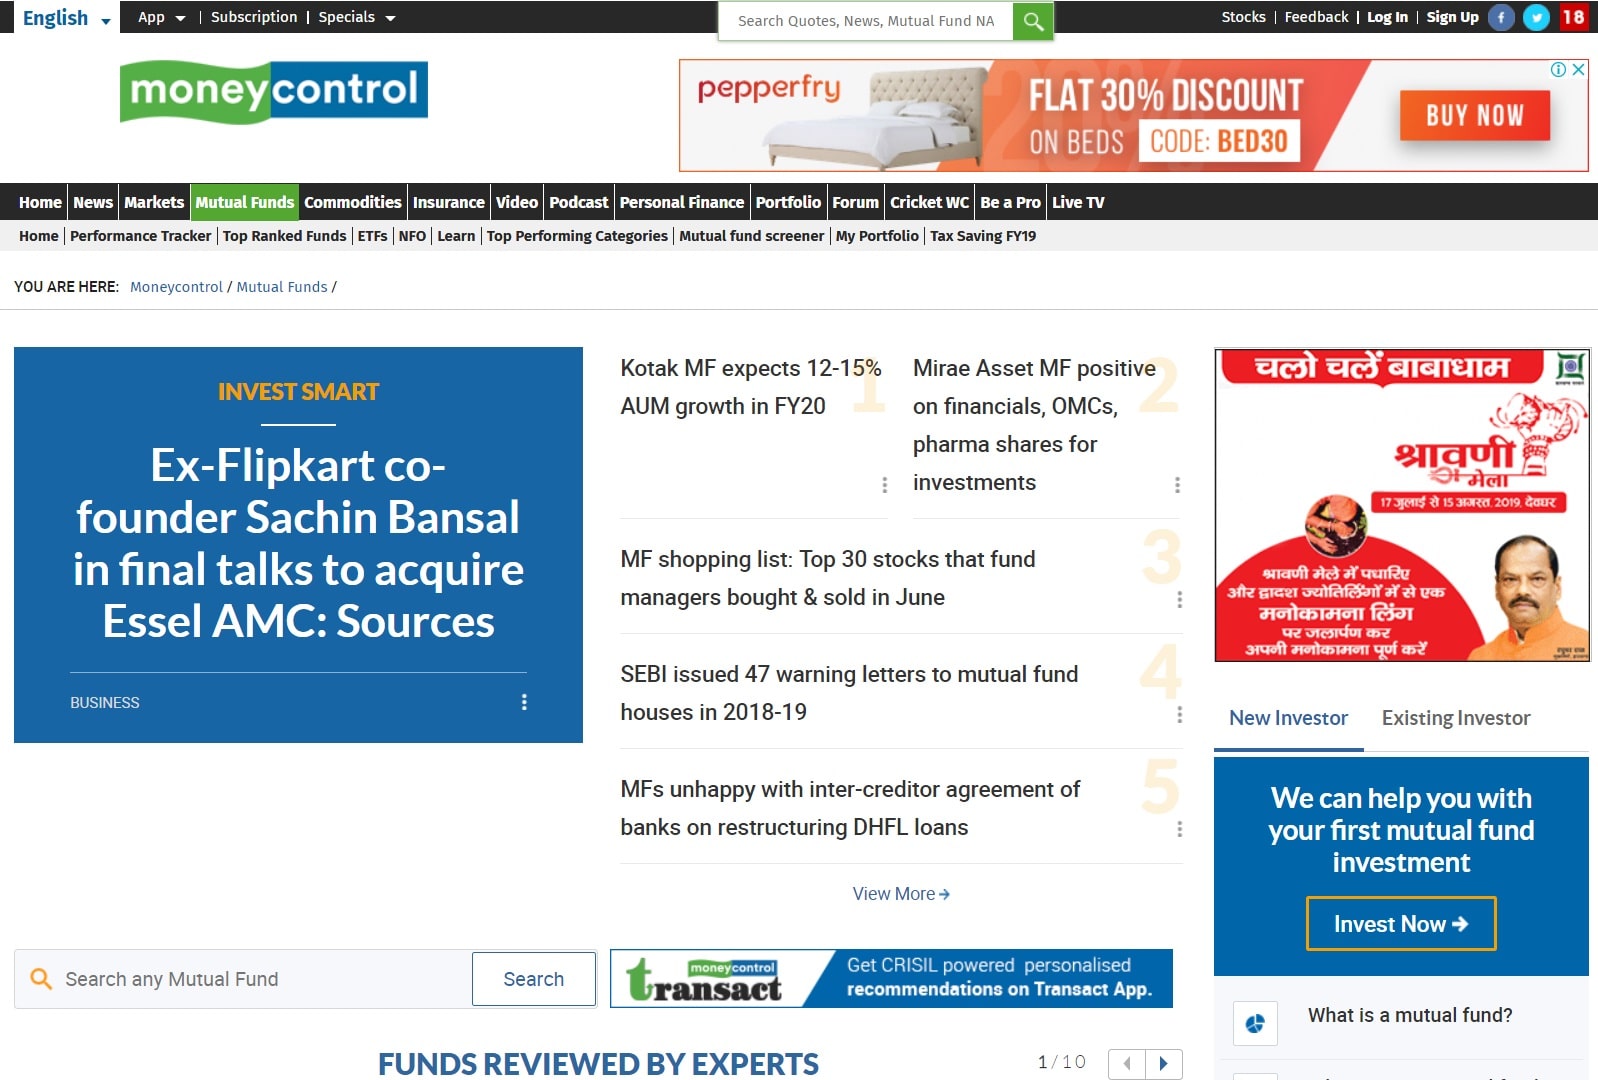 English
App
Subscription
Specials
Search Quotes, News, Mutual Fund NA
Stocks
Feedback
Log In
Sign Up
18
moneycontrol
pepperfry
FLAT 30% DISCOUNT
ON BEDS CODE: BED30
BUY NOW
Home News Markets Mutual Funds Commodities Insurance Video Podcast Personal Finance Portfolio Forum Cricket WC Be a Pro Live TV
Home Performance Tracker Top Ranked Funds ETFs NFO Learn Top Performing Categories Mutual fund screener My Portfolio Tax Saving FY19
YOU ARE HERE: Moneycontrol / Mutual Funds /
INVEST SMART
Ex-Flipkart co-
founder Sachin Bansal
in final talks to acquire
Essel AMC: Sources
BUSINESS
1
Kotak MF expects 12-15%
AUM growth in FY20
2
Mirae Asset MF positive
on financials, OMCs,
pharma shares for
investments
3
MF shopping list: Top 30 stocks that fund
managers bought & sold in June
4
SEBI issued 47 warning letters to mutual fund
houses in 2018-19
5
MFs unhappy with inter-creditor agreement of
banks on restructuring DHFL loans
View More
चलो चलें बाबाधाम
श्रावणी
मेला
17 जुलाई से 15 अगस्त 2019, देवघर
श्रावणी मेले में पधारिए
और द्वादश ज्योतिर्लिंगों में से एक
मनोकामना लिंग
पर जलार्पण कर
अपनी मनोकामना पूर्ण करें
New Investor
Existing Investor
We can help you with
your first mutual fund
investment
Invest Now
What is a mutual fund?
Search any Mutual Fund
Search
moneycontrol
transact
Get CRISIL powered personalised
recommendations on Transact App.
FUNDS REVIEWED BY EXPERTS
1/10